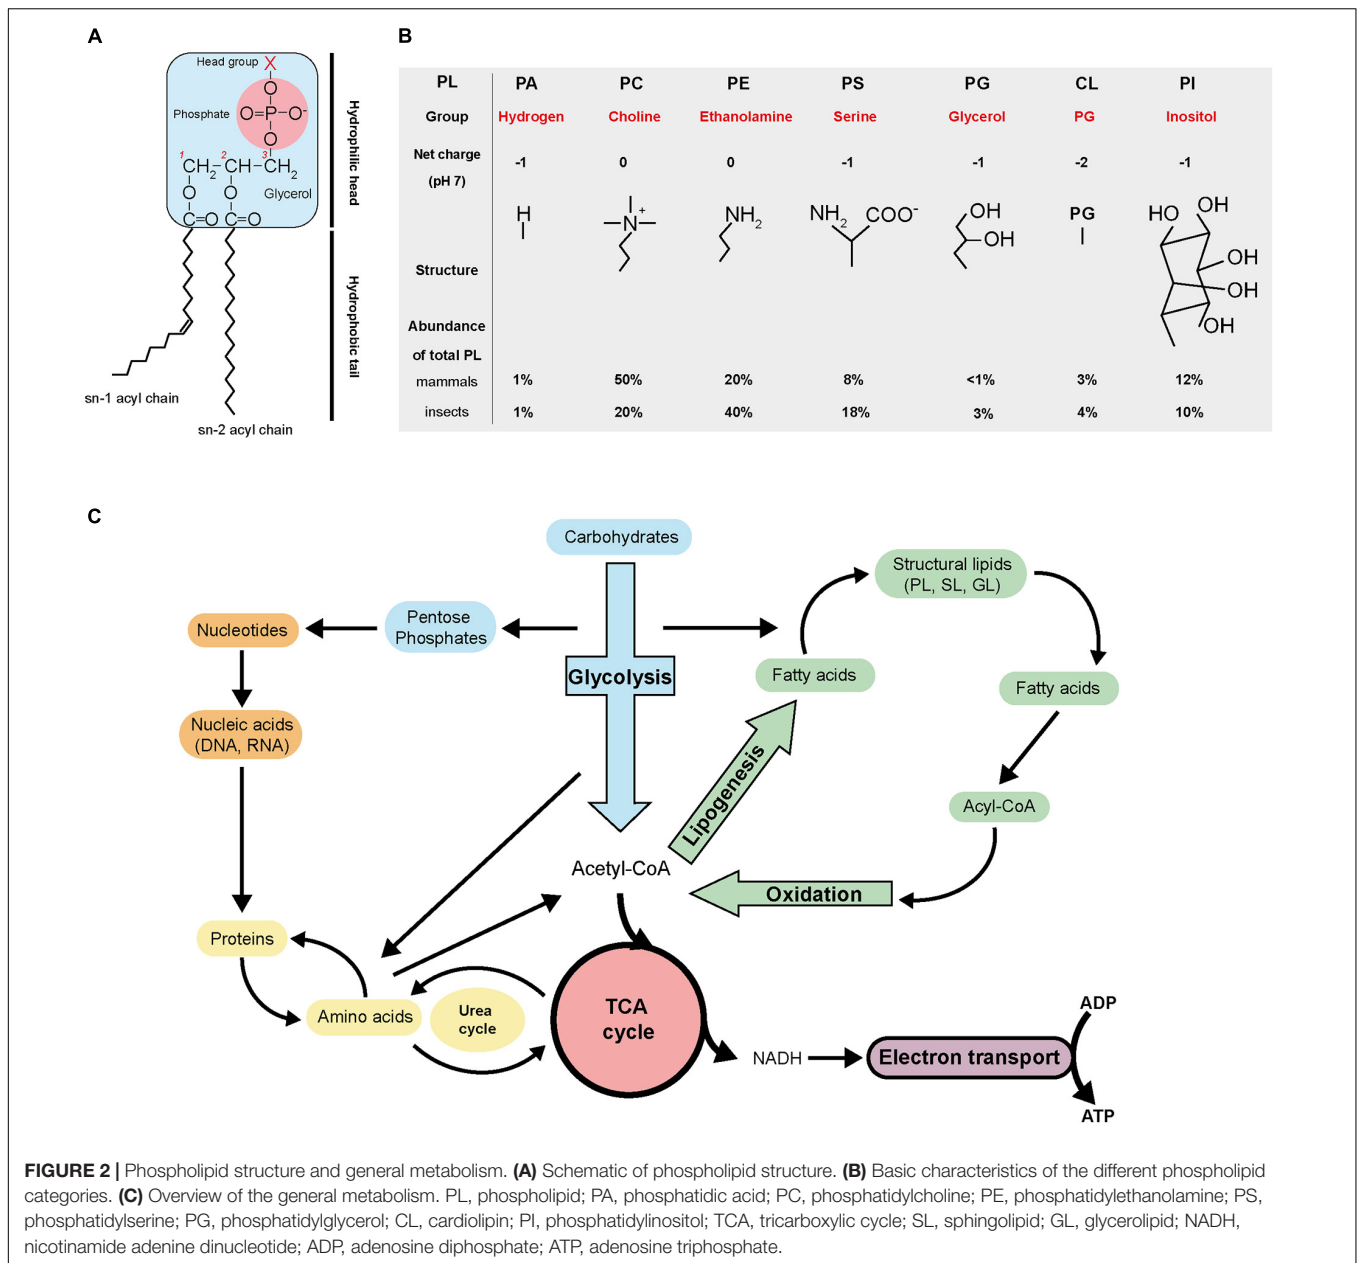 A
Head group X
O
Phosphate
O=P–O-
O
1 2 3
CH2–CH–CH2
O O Glycerol
C=O C=O
Hydrophilic head
Hydrophobic tail
sn-1 acyl chain
sn-2 acyl chain
B
PL PA PC PE PS PG CL PI
Group Hydrogen Choline Ethanolamine Serine Glycerol PG Inositol
Net charge
(pH 7) -1 0 0 -1 -1 -2 -1
Structure
H
N+
NH2
NH2 COO-
OH
OH
PG
HO OH
OH
OH
OH
Abundance
of total PL
mammals 1% 50% 20% 8% <1% 3% 12%
insects 1% 20% 40% 18% 3% 4% 10%
C
Carbohydrates
Structural lipids
(PL, SL, GL)
Pentose
Phosphates
Nucleotides
Glycolysis
Fatty acids
Fatty acids
Nucleic acids
(DNA, RNA)
Lipogenesis
Acyl-CoA
Acetyl-CoA
Oxidation
Proteins
Amino acids
Urea
cycle
TCA
cycle
NADH
Electron transport
ADP
ATP
FIGURE 2 | Phospholipid structure and general metabolism. (A) Schematic of phospholipid structure. (B) Basic characteristics of the different phospholipid
categories. (C) Overview of the general metabolism. PL, phospholipid; PA, phosphatidic acid; PC, phosphatidylcholine; PE, phosphatidylethanolamine; PS,
phosphatidylserine; PG, phosphatidylglycerol; CL, cardiolipin; PI, phosphatidylinositol; TCA, tricarboxylic cycle; SL, sphingolipid; GL, glycerolipid; NADH,
nicotinamide adenine dinucleotide; ADP, adenosine diphosphate; ATP, adenosine triphosphate.